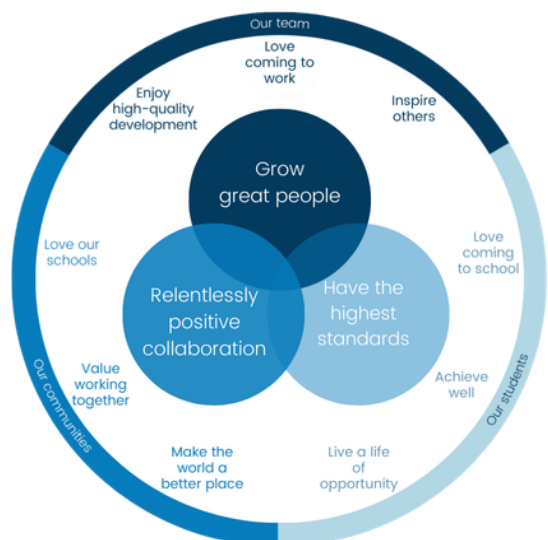 Our team
Love
coming to
work
Enjoy
high-quality
development
Inspire
others
Grow
great people
Love our
schools
Love
coming
to school
Relentlessly
positive
collaboration
Have the
highest
standards
Value
working
together
Achieve
well
Our communities
Our students
Make the
world a
better place
Live a life
of
opportunity